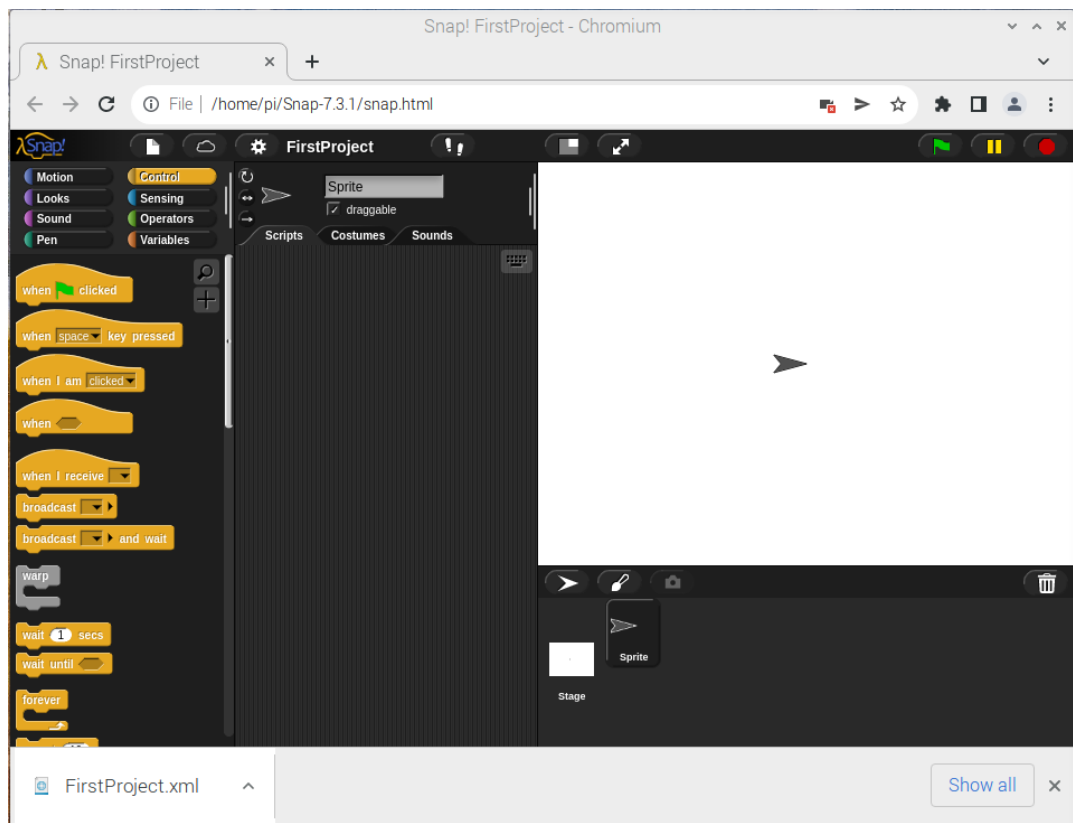 Snap! FirstProject - Chromium
λ Snap! FirstProject
File | /home/pi/Snap-7.3.1/snap.html
λSnap! FirstProject
Motion Control
Looks Sensing
Sound Operators
Pen Variables
Sprite
draggable
Scripts Costumes Sounds
when clicked
when space key pressed
when I am clicked
when
when I receive
broadcast
broadcast and wait
warp
wait 1 secs
wait until
forever
Sprite
Stage
FirstProject.xml
Show all